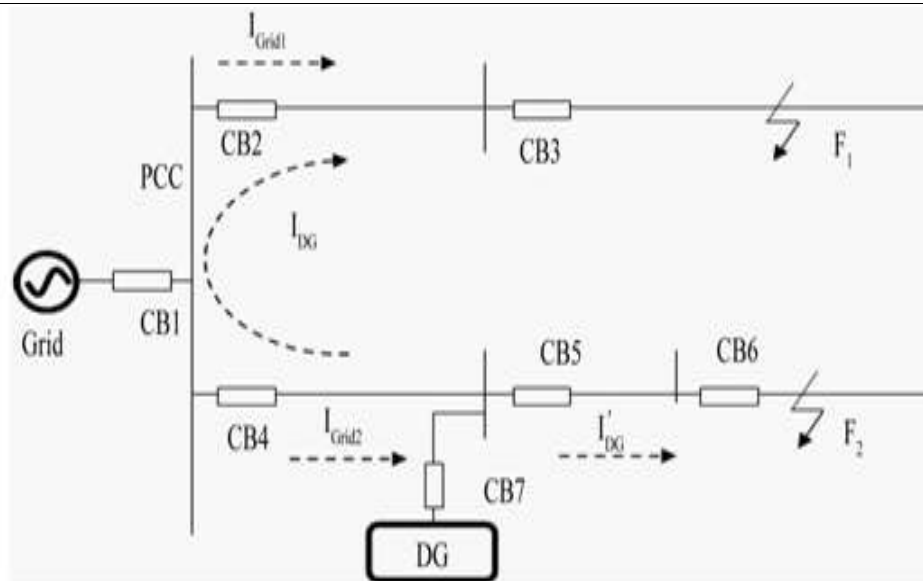 I_Grid1
CB2
CB3
F_1
PCC
I_DG
CB1
Grid
CB5
CB6
CB4
I_Grid2
I'_DG
F_2
CB7
DG